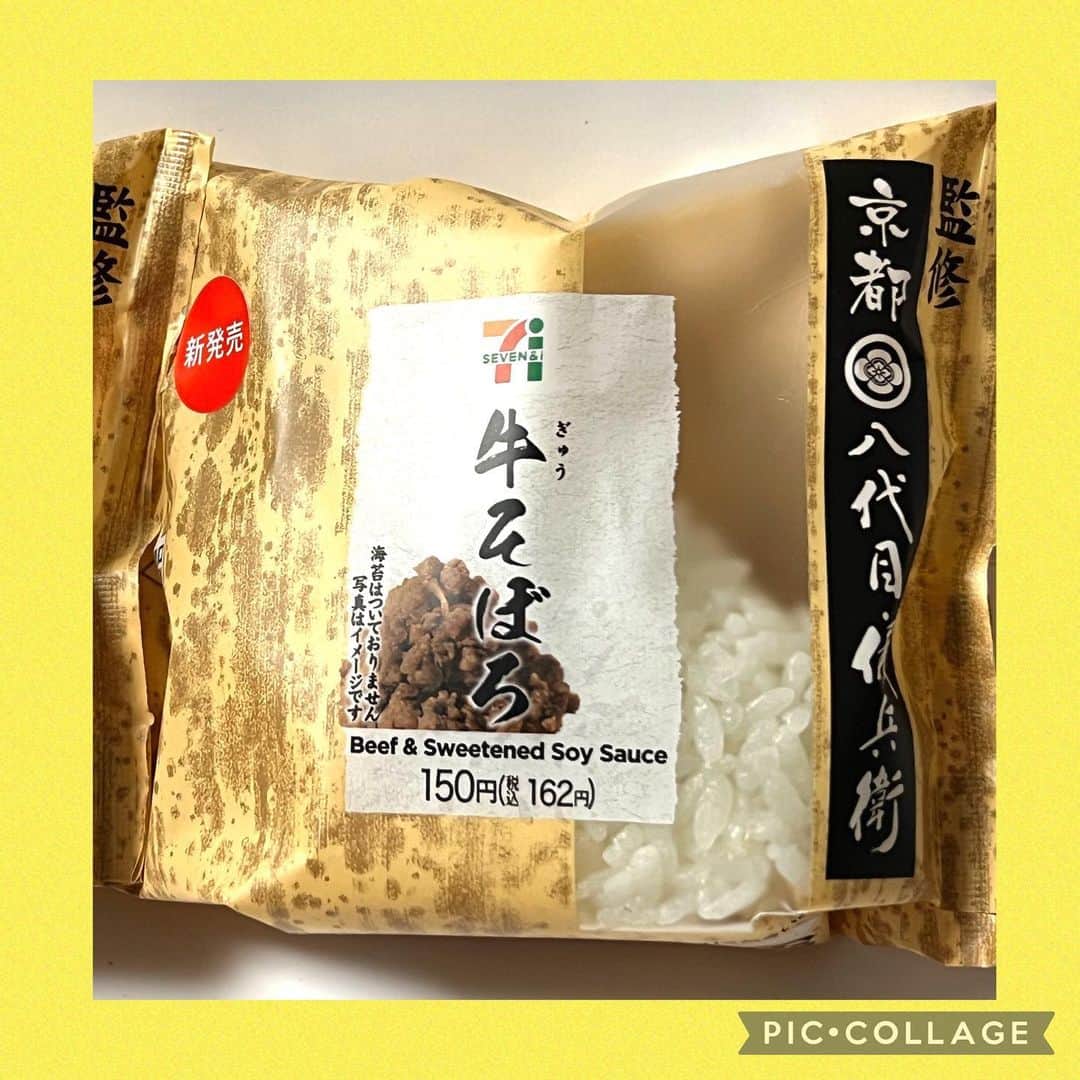 監修
新発売
SEVEN&i
牛そぼろ
ぎゅう
海苔はついておりません
写真はイメージです
Beef & Sweetened Soy Sauce
150円(税込 162円)
京都 八代目儀兵衛
監修
PIC•COLLAGE